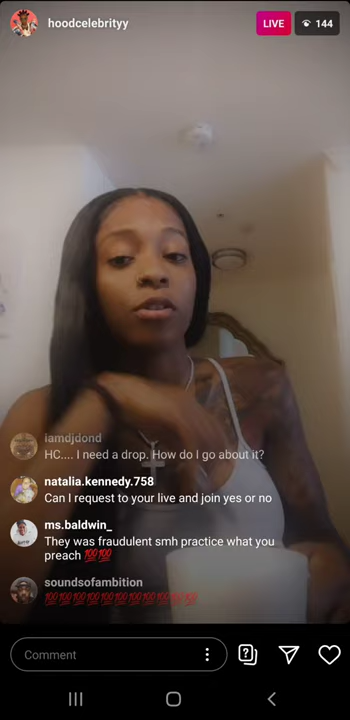 hoodcelebrityy
LIVE
144
iamdjdond
HC.... I need a drop. How do I go about it?
natalia.kennedy.758
Can I request to your live and join yes or no
ms.baldwin_
They was fraudulent smh practice what you
preach 💯💯
soundsofambition
💯💯💯💯💯💯💯💯💯💯💯💯
Comment